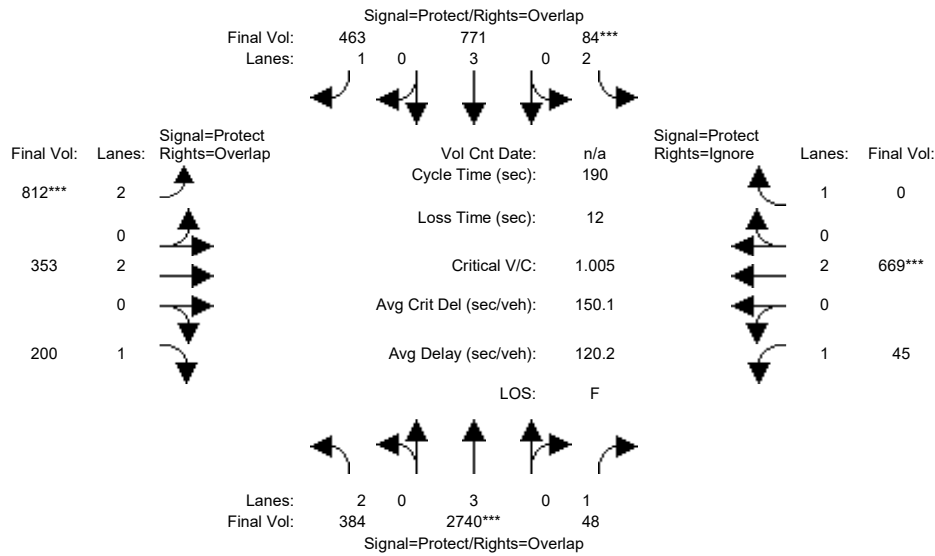 Signal=Protect/Rights=Overlap
Final Vol: 463 771 84***
Lanes: 1 0 3 0 2
Signal=Protect
Final Vol: Lanes: Rights=Overlap
Vol Cnt Date: n/a
Signal=Protect
Rights=Ignore Lanes: Final Vol:
Cycle Time (sec): 190
812*** 2
1 0
Loss Time (sec): 12
0
0
353 2
Critical V/C: 1.005
2 669***
0
Avg Crit Del (sec/veh): 150.1
0
200 1
Avg Delay (sec/veh): 120.2
1 45
LOS: F
Lanes: 2 0 3 0 1
Final Vol: 384 2740*** 48
Signal=Protect/Rights=Overlap